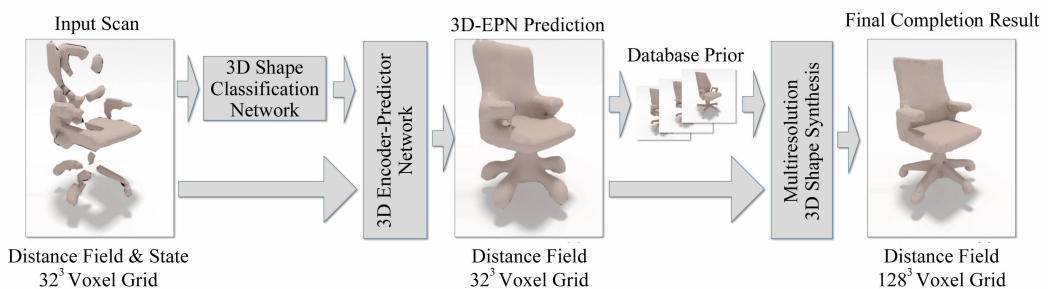 Input Scan
3D Shape
Classification
Network
3D Encoder-Predictor
Network
3D-EPN Prediction
Database Prior
Multiresolution
3D Shape Synthesis
Final Completion Result
Distance Field & State
32³ Voxel Grid
Distance Field
32³ Voxel Grid
Distance Field
128³ Voxel Grid